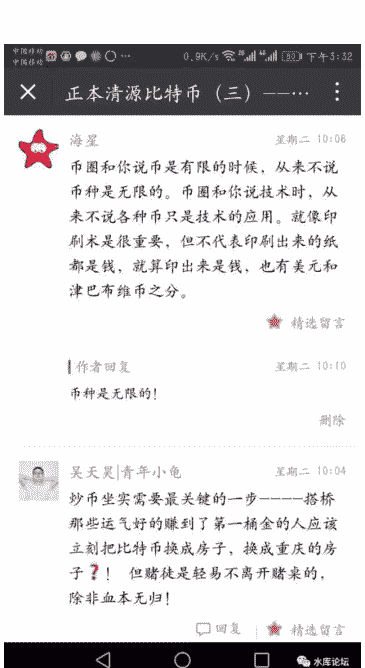 中国移动
中国移动
0.9K/s 2G 4G 80 下午3:32
正本清源比特币（三）——…
海星 星期二 10:06
币圈和你说币是有限的时候，从来不说
币种是无限的。币圈和你说技术时，从
来不说各种币只是技术的应用。就像印
刷术是很重要，但不代表印刷出来的纸
都是钱，就算印出来是钱，也有美元和
津巴布维币之分。
精选留言
作者回复 星期二 10:10
币种是无限的！
删除
吴天昊|青年小龟 星期二 10:04
炒币坐实需要最关键的一步————搭桥
那些运气好的赚到了第一桶金的人应该
立刻把比特币换成房子，换成重庆的房
子❓！ 但赌徒是轻易不离开赌桌的，
除非血本无归！
回复 精选留言
水库论坛